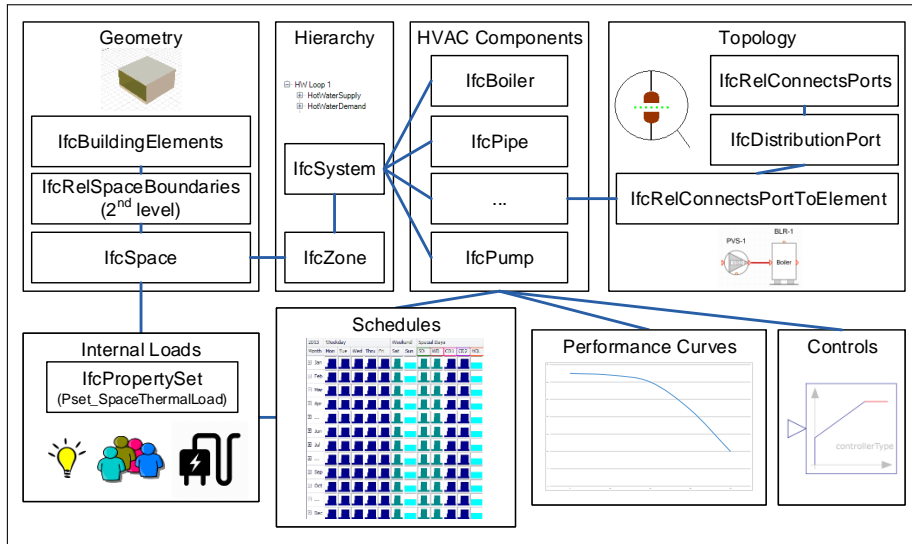 Geometry
IfcBuildingElements
IfcRelSpaceBoundaries
(2nd level)
IfcSpace
Hierarchy
HW Loop 1
HotWaterSupply
HotWaterDemand
IfcSystem
IfcZone
HVAC Components
IfcBoiler
IfcPipe
...
IfcPump
Topology
IfcRelConnectsPorts
IfcDistributionPort
IfcRelConnectsPortToElement
PVS-1
BLR-1
Boiler
Internal Loads
IfcPropertySet
(Pset_SpaceThermalLoad)
Schedules
Weekday Weekend Special Days
Month Mon Tue Wed Thu Fri Sat Sun
Jan
Feb
Mar
Apr
...
Jun
Jul
...
Sep
Oct
...
Dec
Performance Curves
Controls
controllerType